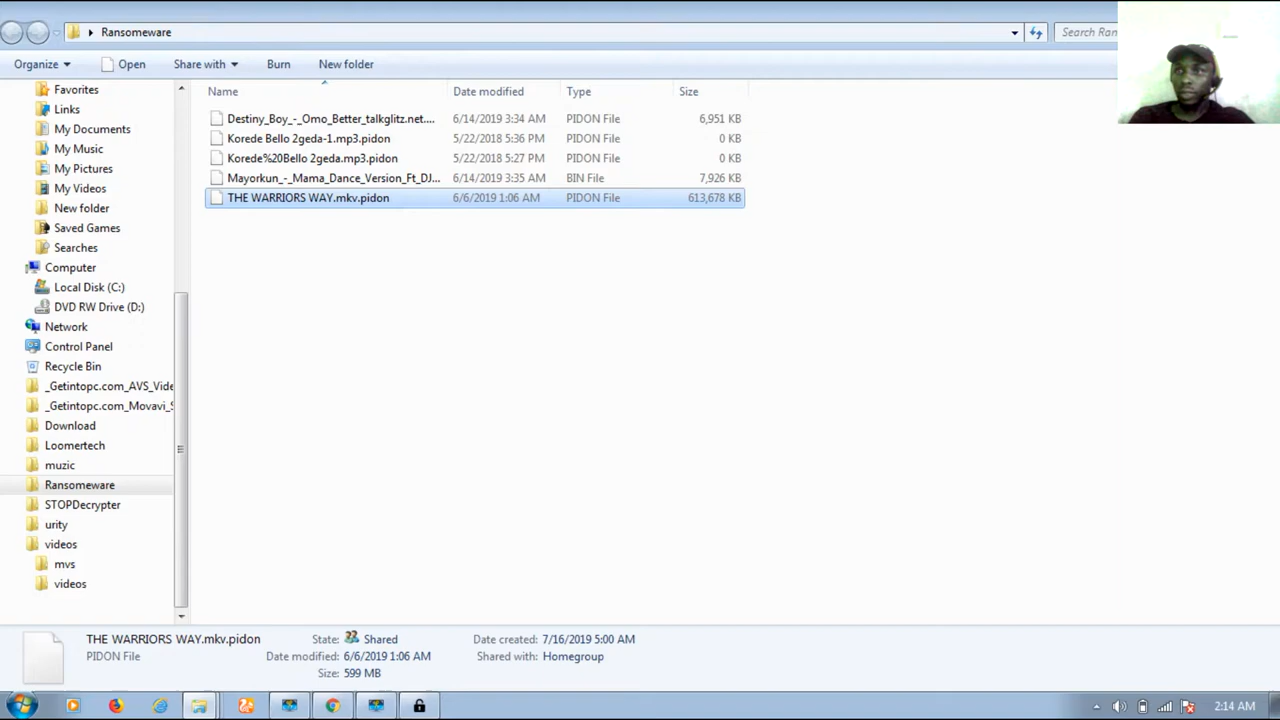 Ransomeware
Search Ran
Organize Open Share with Burn New folder
Name Date modified Type Size
Favorites
Links
My Documents
My Music
My Pictures
My Videos
New folder
Saved Games
Searches
Computer
Local Disk (C:)
DVD RW Drive (D:)
Network
Control Panel
Recycle Bin
_Getintopc.com_AVS_Vide
_Getintopc.com_Movavi_S
Download
Loomertech
muzic
Ransomeware
STOPDecrypter
urity
videos
mvs
videos
Destiny_Boy_-_Omo_Better_talkglitz.net.... 6/14/2019 3:34 AM PIDON File 6,951 KB
Korede Bello 2geda-1.mp3.pidon 5/22/2018 5:36 PM PIDON File 0 KB
Korede%20Bello 2geda.mp3.pidon 5/22/2018 5:27 PM PIDON File 0 KB
Mayorkun_-_Mama_Dance_Version_Ft_DJ... 6/14/2019 3:35 AM BIN File 7,926 KB
THE WARRIORS WAY.mkv.pidon 6/6/2019 1:06 AM PIDON File 613,678 KB
THE WARRIORS WAY.mkv.pidon State: Shared Date created: 7/16/2019 5:00 AM
PIDON File Date modified: 6/6/2019 1:06 AM Shared with: Homegroup
Size: 599 MB
2:14 AM